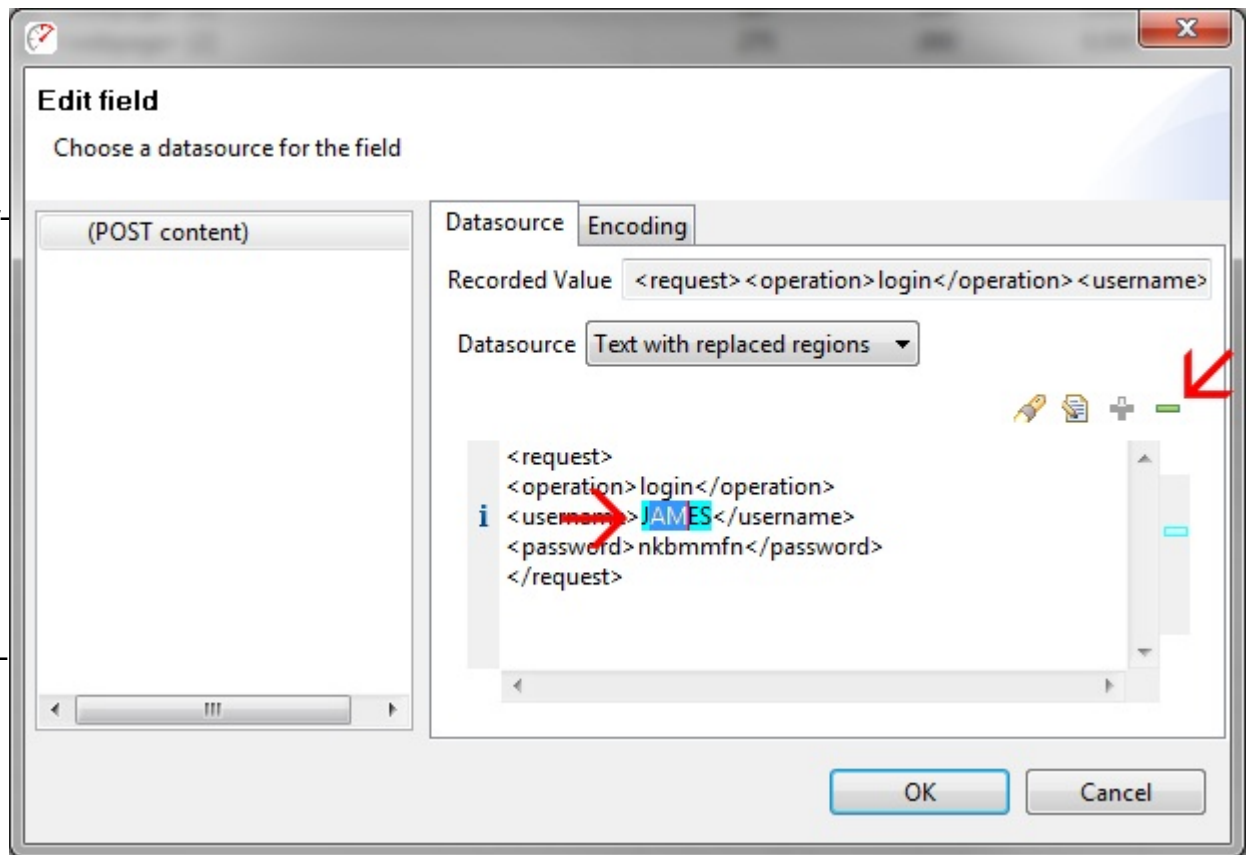 Edit field
Choose a datasource for the field
(POST content)
Datasource Encoding
Recorded Value <request><operation>login</operation><username>
Datasource Text with replaced regions
<request>
<operation>login</operation>
<username>JAMES</username>
<password>nkbmmfn</password>
</request>
OK Cancel